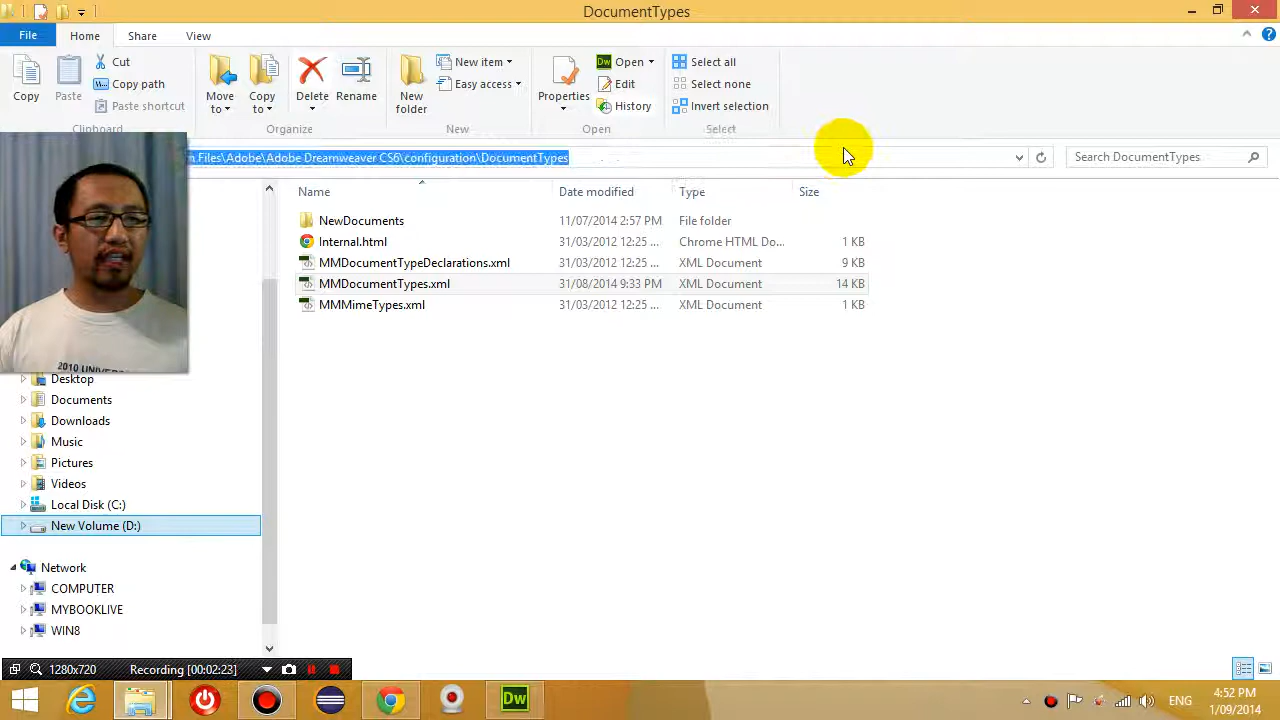 DocumentTypes
File Home Share View
Copy
Paste
Cut
Copy path
Paste shortcut
Clipboard
Move to
Copy to
Delete
Rename
Organize
New folder
New item
Easy access
New
Properties
Open
Edit
History
Open
Select all
Select none
Invert selection
Select
Files\Adobe\Adobe Dreamweaver CS6\configuration\DocumentTypes
Search DocumentTypes
Name Date modified Type Size
NewDocuments 11/07/2014 2:57 PM File folder
Internal.html 31/03/2012 12:25 ... Chrome HTML Do... 1 KB
MMDocumentTypeDeclarations.xml 31/03/2012 12:25 ... XML Document 9 KB
MMDocumentTypes.xml 31/08/2014 9:33 PM XML Document 14 KB
MMMimeTypes.xml 31/03/2012 12:25 ... XML Document 1 KB
2010 UNIVER
Desktop
Documents
Downloads
Music
Pictures
Videos
Local Disk (C:)
New Volume (D:)
Network
COMPUTER
MYBOOKLIVE
WIN8
1280x720 Recording [00:02:23]
Dw
ENG
4:52 PM
1/09/2014